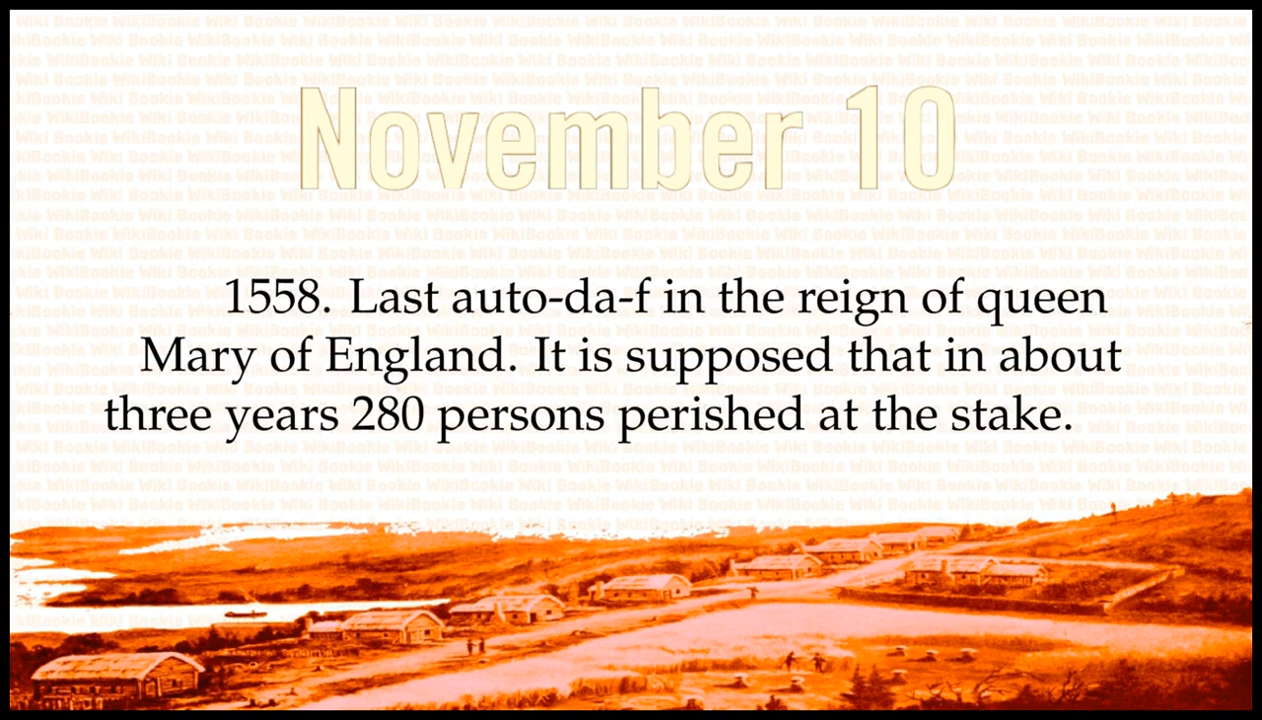 November 10
1558. Last auto-da-f in the reign of queen
Mary of England. It is supposed that in about
three years 280 persons perished at the stake.